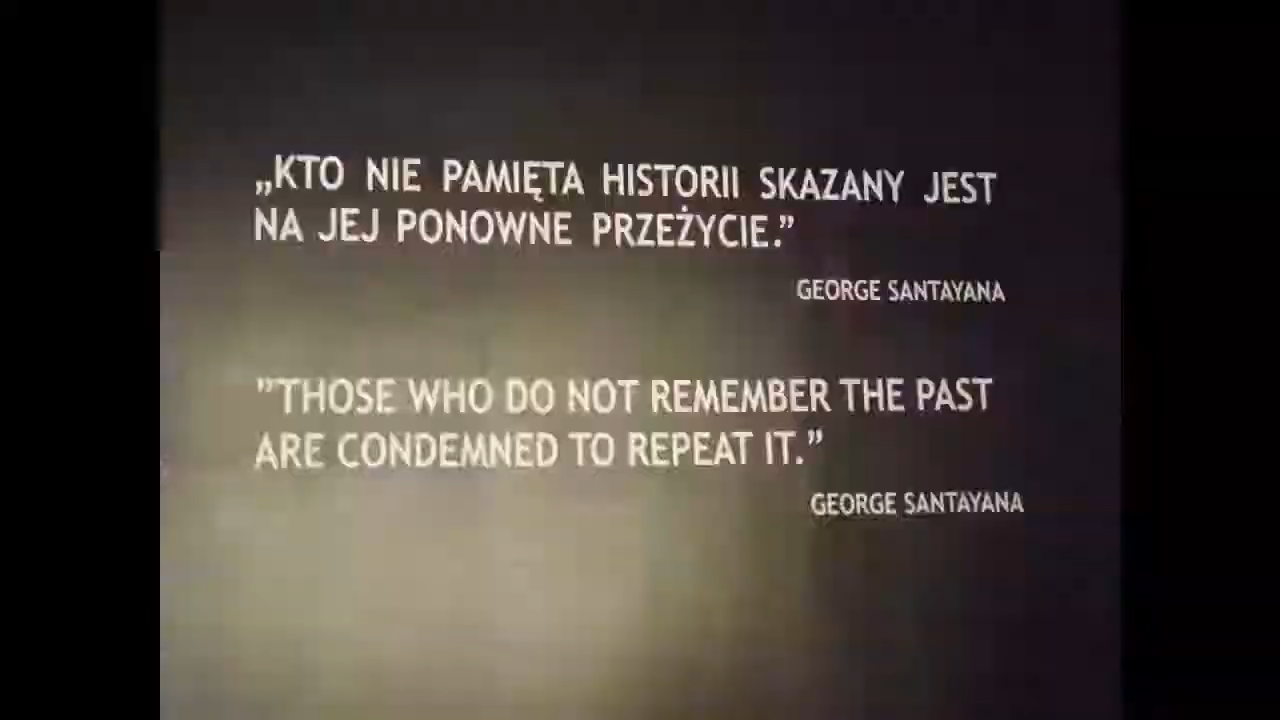 „KTO NIE PAMIĘTA HISTORII SKAZANY JEST
NA JEJ PONOWNE PRZEŻYCIE.”
GEORGE SANTAYANA
”THOSE WHO DO NOT REMEMBER THE PAST
ARE CONDEMNED TO REPEAT IT.”
GEORGE SANTAYANA